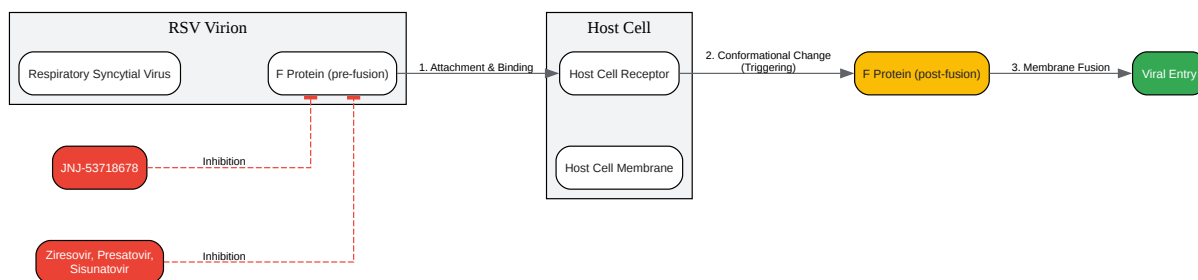 RSV Virion
Host Cell
Respiratory Syncytial Virus
F Protein (pre-fusion)
1. Attachment & Binding
Host Cell Receptor
2. Conformational Change
(Triggering)
F Protein (post-fusion)
3. Membrane Fusion
Viral Entry
JNJ-53718678
Inhibition
Host Cell Membrane
Ziresovir, Presatovir,
Sisunatovir
Inhibition